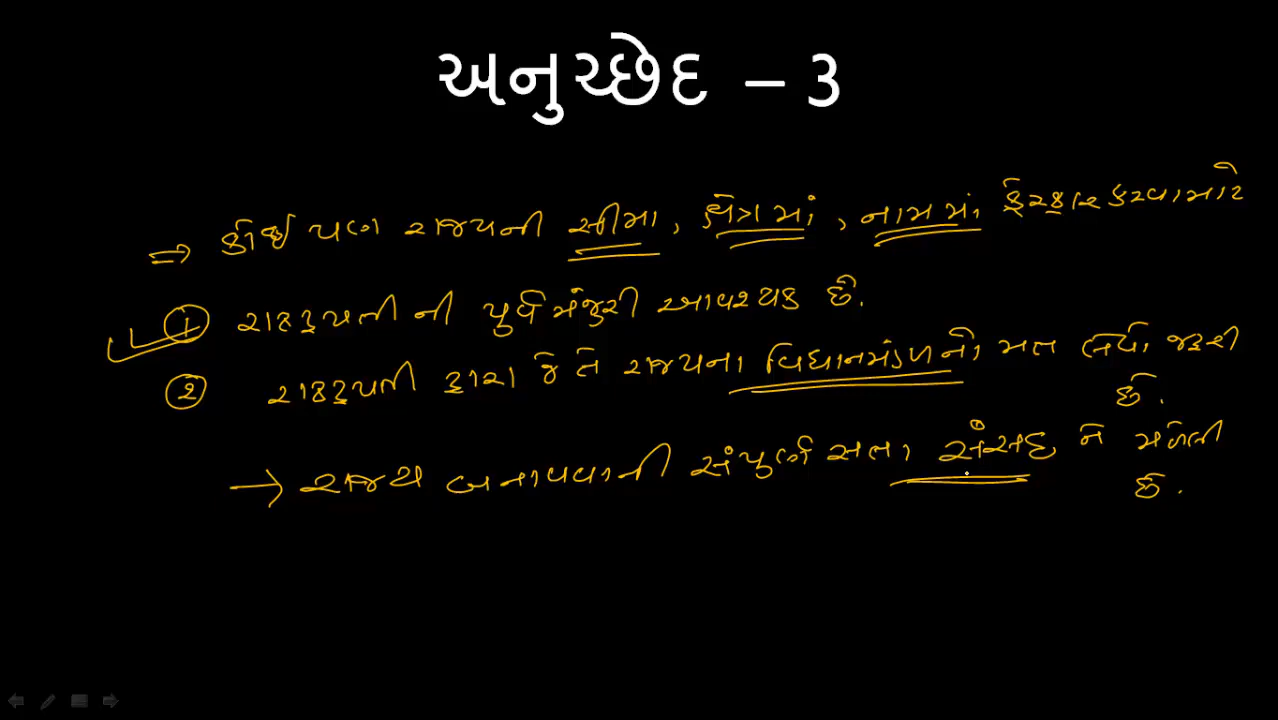 અનુચ્છેદ – 3
⇒ કોઈ પણ રાજ્યની સીમા, ક્ષેત્રમાં, નામમાં ફેરફાર કરવા માટે
① રાષ્ટ્રપતીની પુર્વમંજુરી આવશ્યક છે.
② રાષ્ટ્રપતી દ્વારા જે તે રાજ્યના વિધાનમંડળનો મત લેવો જરૂરી છે.
→ રાજ્ય બનાવવાની સંપુર્ણ સતા સંસદ ને મળેલી છે.